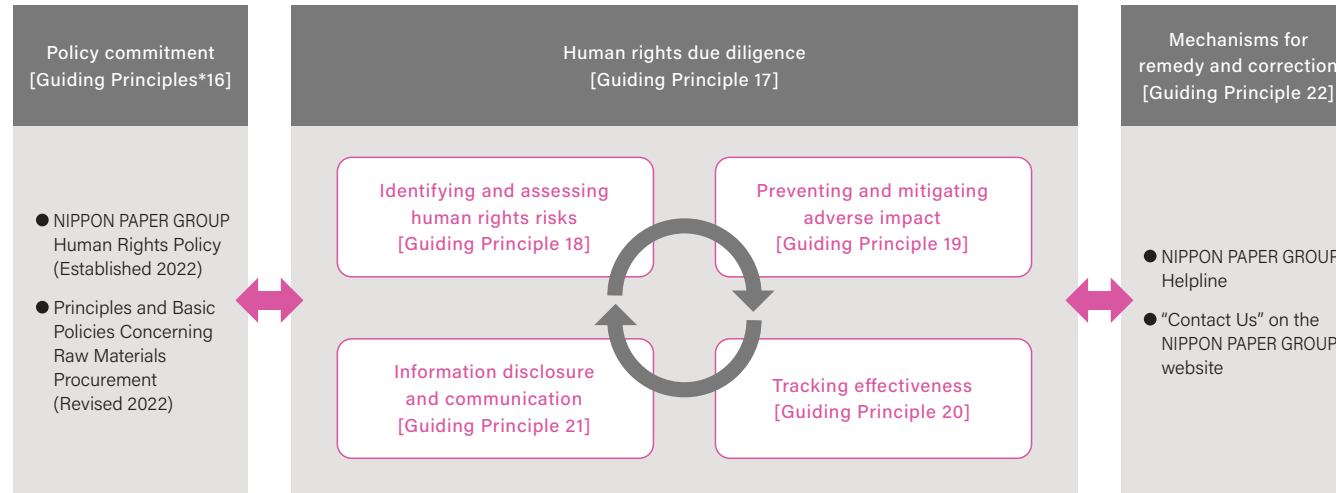 Policy commitment
[Guiding Principles*16]
● NIPPON PAPER GROUP
Human Rights Policy
(Established 2022)
● Principles and Basic
Policies Concerning
Raw Materials
Procurement
(Revised 2022)
Human rights due diligence
[Guiding Principle 17]
Identifying and assessing
human rights risks
[Guiding Principle 18]
Preventing and mitigating
adverse impact
[Guiding Principle 19]
Information disclosure
and communication
[Guiding Principle 21]
Tracking effectiveness
[Guiding Principle 20]
Mechanisms for
remedy and correction
[Guiding Principle 22]
● NIPPON PAPER GROUP
Helpline
● “Contact Us” on the
NIPPON PAPER GROUP
website